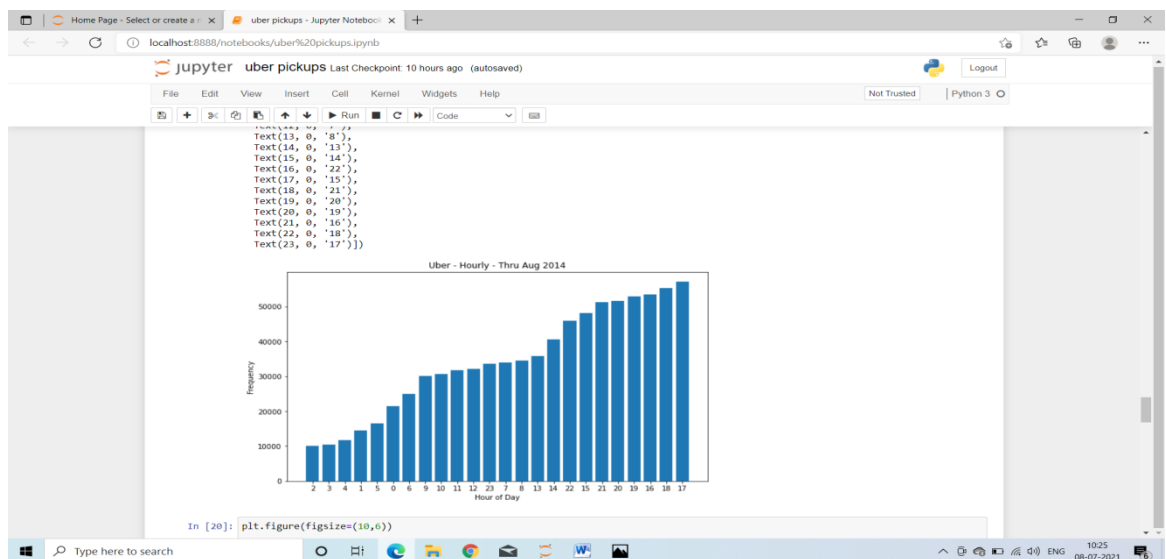 Home Page - Select or create a n
uber pickups - Jupyter Notebook
localhost:8888/notebooks/uber%20pickups.ipynb
jupyter uber pickups Last Checkpoint: 10 hours ago (autosaved)
Logout
File Edit View Insert Cell Kernel Widgets Help
Not Trusted
Python 3
Run
Code
Text(13, 0, '8'),
Text(14, 0, '13'),
Text(15, 0, '14'),
Text(16, 0, '22'),
Text(17, 0, '15'),
Text(18, 0, '21'),
Text(19, 0, '20'),
Text(20, 0, '19'),
Text(21, 0, '16'),
Text(22, 0, '18'),
Text(23, 0, '17')])
Uber - Hourly - Thru Aug 2014
50000
40000
30000
20000
10000
0
Frequency
2 3 4 1 5 0 6 9 10 11 12 23 7 8 13 14 22 15 21 20 19 16 18 17
Hour of Day
In [20]: plt.figure(figsize=(10,6))
Type here to search
W
ENG
10:25
08-07-2021
6